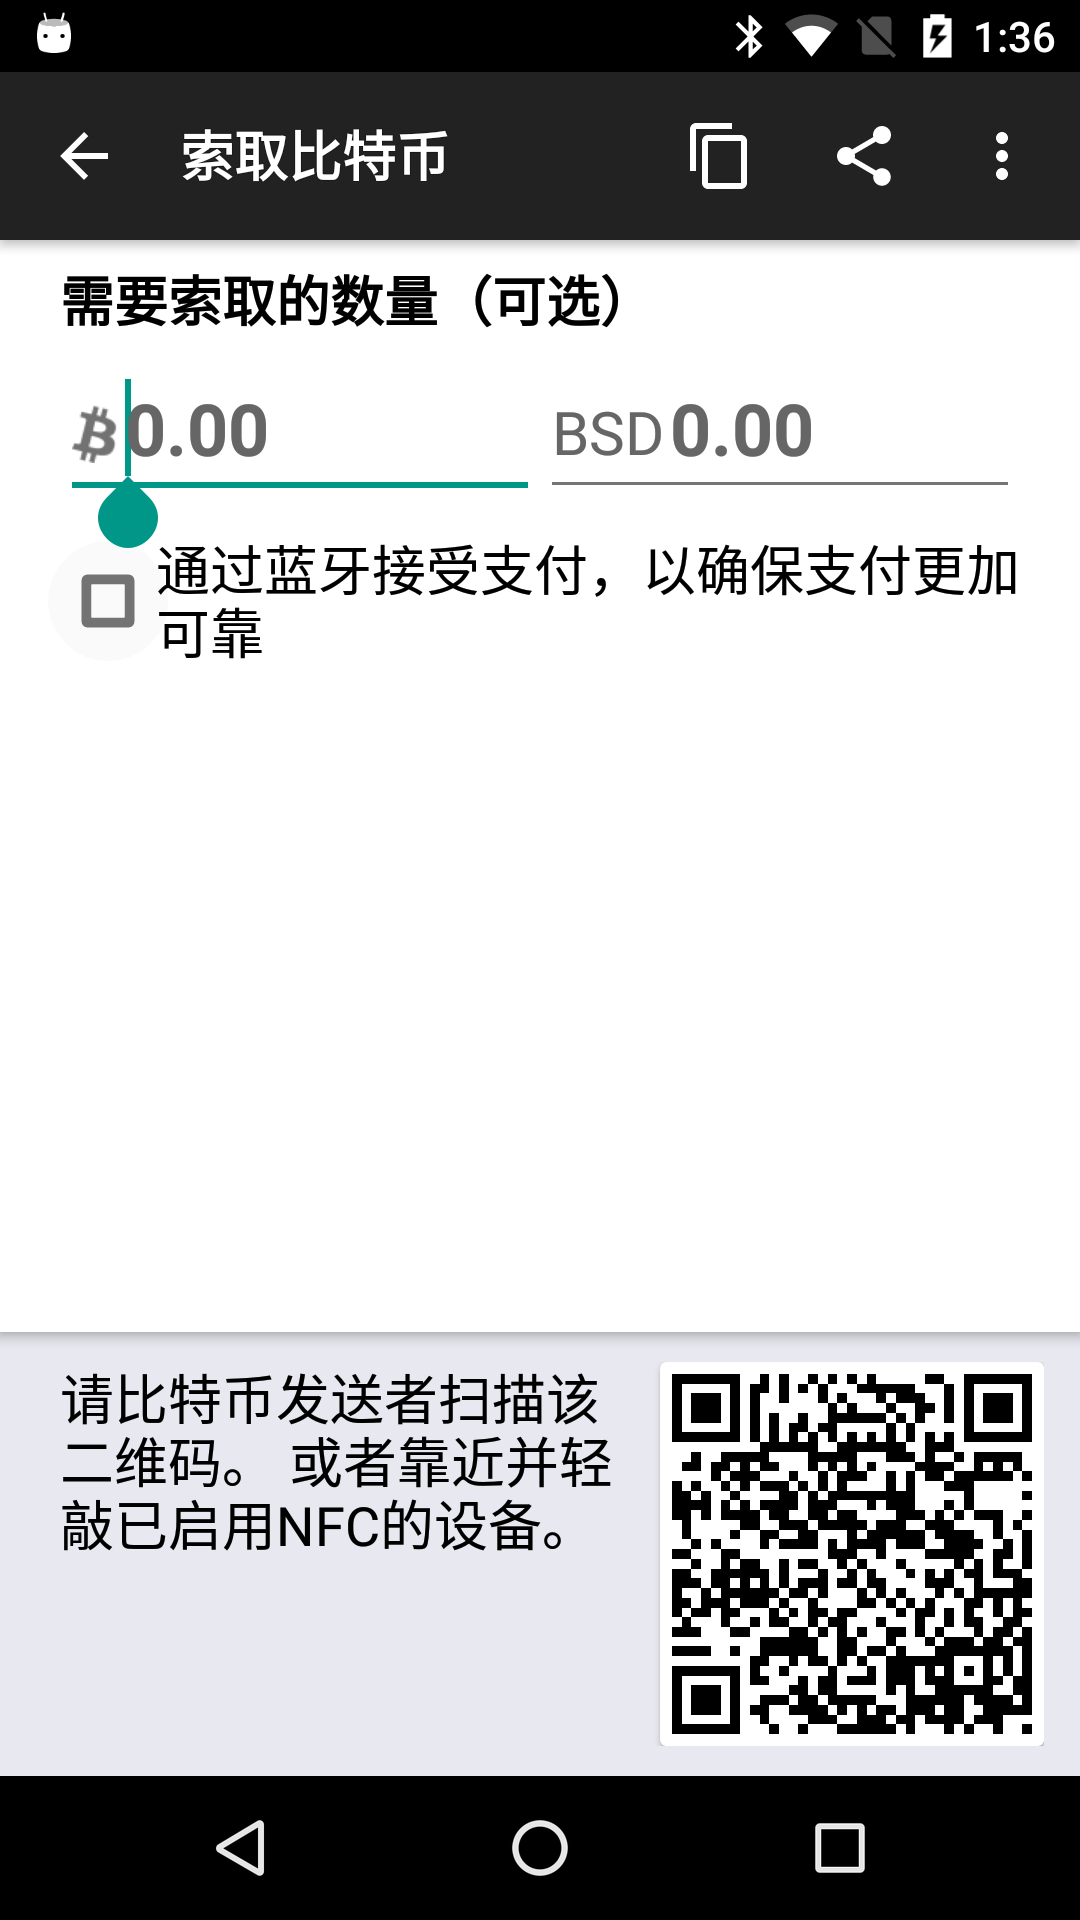 1:36
索取比特币
需要索取的数量（可选）
₿0.00
BSD 0.00
通过蓝牙接受支付，以确保支付更加
可靠
请比特币发送者扫描该
二维码。 或者靠近并轻
敲已启用NFC的设备。